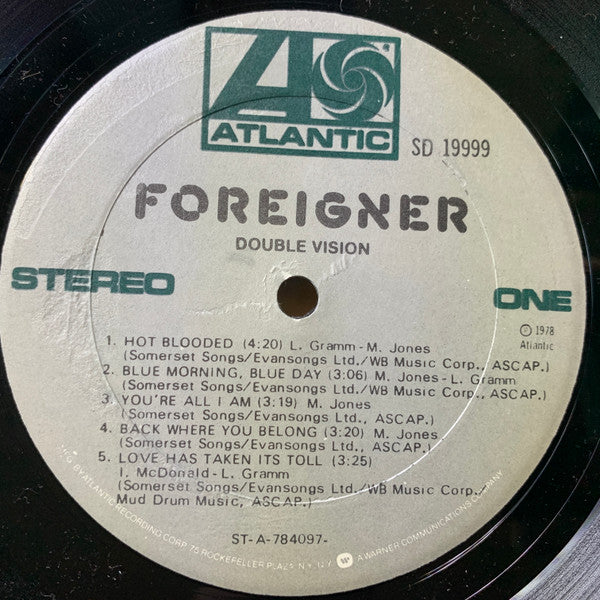 ATLANTIC
SD 19999
FOREIGNER
DOUBLE VISION
STEREO
ONE
℗ 1978
Atlantic
1. HOT BLOODED (4:20) L. Gramm-M. Jones
(Somerset Songs/Evansongs Ltd./WB Music Corp., ASCAP.)
2. BLUE MORNING, BLUE DAY (3:06) M. Jones-L. Gramm
(Somerset Songs/Evansongs Ltd./WB Music Corp., ASCAP.)
3. YOU'RE ALL I AM (3:19) M. Jones
(Somerset Songs/Evansongs Ltd., ASCAP.)
4. BACK WHERE YOU BELONG (3:20) M. Jones
(Somerset Songs/Evansongs Ltd., ASCAP.)
5. LOVE HAS TAKEN ITS TOLL (3:25)
I. McDonald-L. Gramm
(Somerset Songs/Evansongs Ltd./WB Music Corp./
Mud Drum Music, ASCAP.)
ST-A-784097-
MFG. BY ATLANTIC RECORDING CORP. 75 ROCKEFELLER PLAZA, N.Y., N.Y. W A WARNER COMMUNICATIONS COMPANY